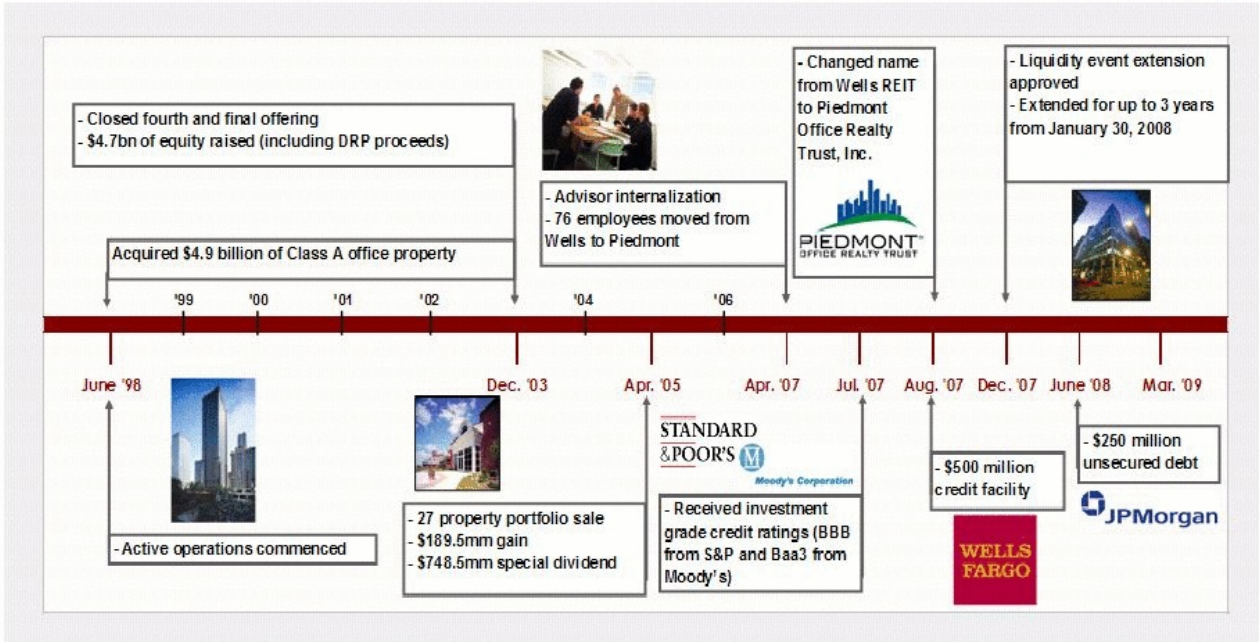 - Closed fourth and final offering
- $4.7bn of equity raised (including DRP proceeds)
Acquired $4.9 billion of Class A office property
- Advisor internalization
- 76 employees moved from
Wells to Piedmont
- Changed name
from Wells REIT
to Piedmont
Office Realty
Trust, Inc.
PIEDMONT
OFFICE REALTY TRUST
- Liquidity event extension
approved
- Extended for up to 3 years
from January 30, 2008
'99 '00 '01 '02 '04 '06
June '98 Dec. '03 Apr. '05 Apr. '07 Jul. '07 Aug. '07 Dec. '07 June '08 Mar. '09
- Active operations commenced
- 27 property portfolio sale
- $189.5mm gain
- $748.5mm special dividend
STANDARD
&POOR'S
M
Moody's Corporation
- Received investment
grade credit ratings (BBB
from S&P and Baa3 from
Moody's)
- $500 million
credit facility
WELLS
FARGO
- $250 million
unsecured debt
JPMorgan